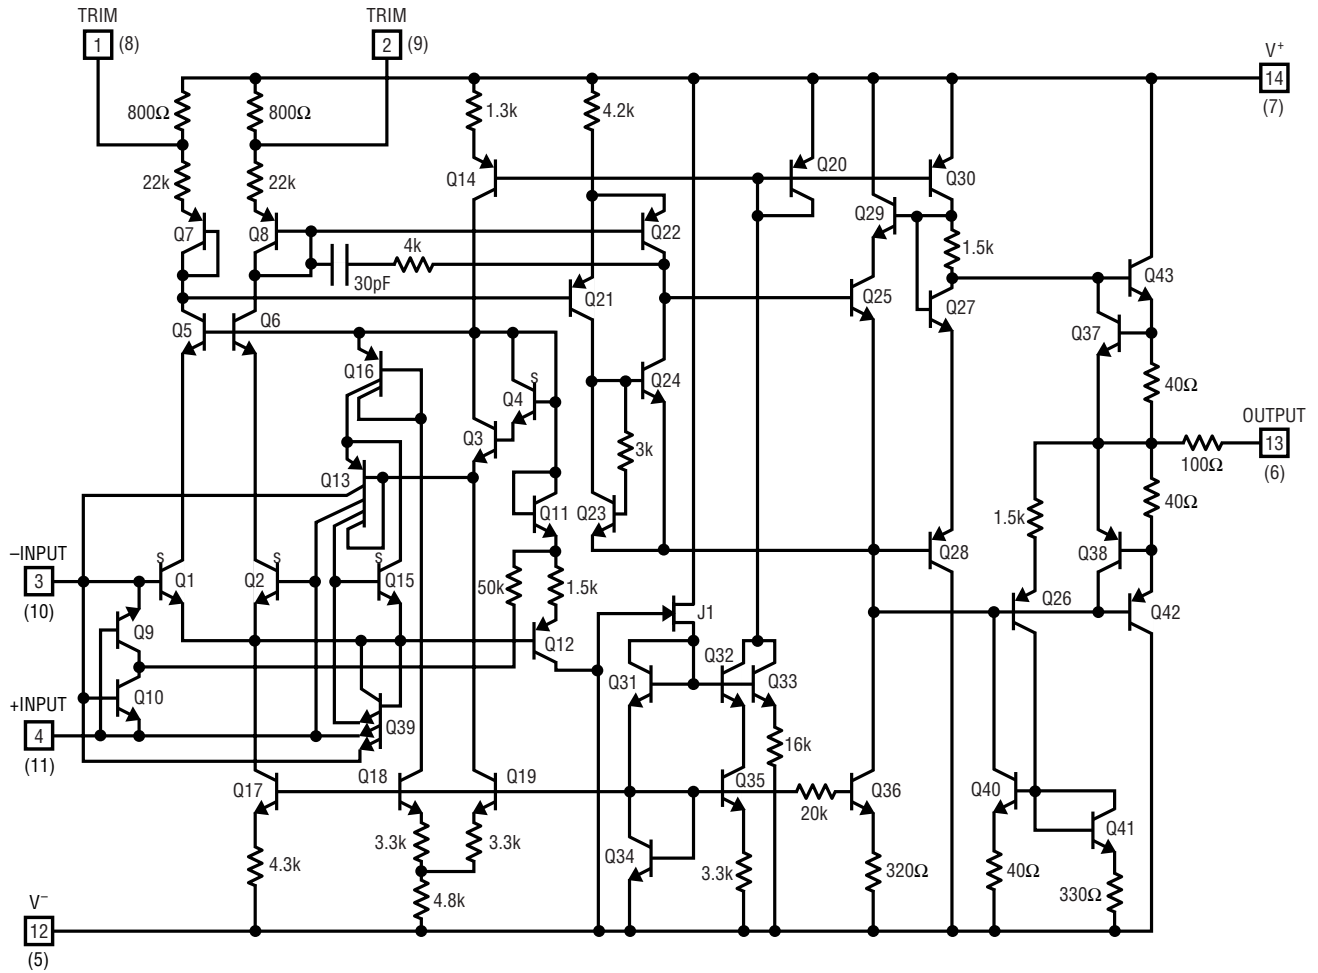 TRIM
1 (8)
TRIM
2 (9)
V⁺
14
(7)
800Ω
800Ω
1.3k
4.2k
22k
22k
Q14
Q20
Q30
Q7
Q8
4k
30pF
Q22
Q29
1.5k
Q21
Q25
Q27
Q43
Q5
Q6
Q37
Q16
S
Q4
Q24
40Ω
Q3
3k
OUTPUT
13
(6)
100Ω
Q13
Q11
Q23
1.5k
40Ω
–INPUT
3
(10)
S
Q1
S
Q2
S
Q15
50k
1.5k
Q28
Q38
Q9
Q12
J1
Q26
Q42
Q10
Q31
Q32
Q33
+INPUT
4
(11)
Q39
16k
Q17
Q18
Q19
Q35
20k
Q36
Q40
Q41
4.3k
3.3k
3.3k
Q34
3.3k
320Ω
40Ω
330Ω
4.8k
V⁻
12
(5)